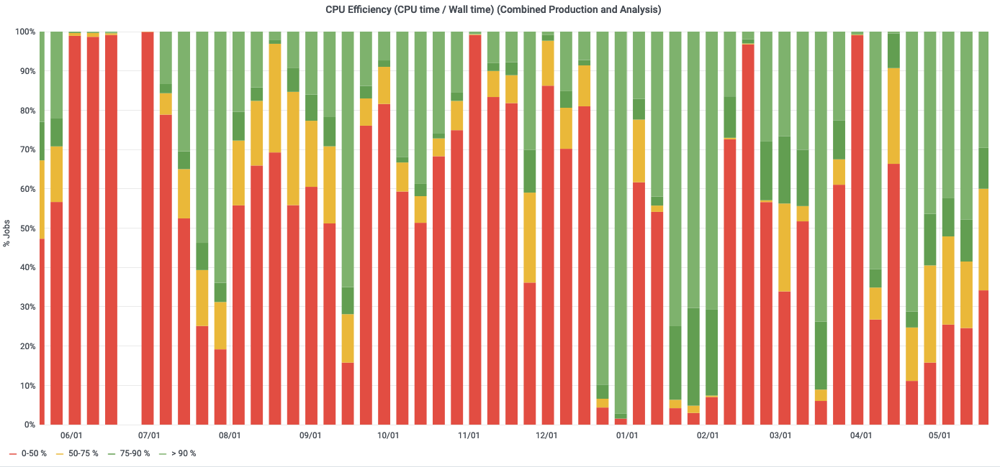 CPU Efficiency (CPU time / Wall time) (Combined Production and Analysis)
% Jobs
100%
90%
80%
70%
60%
50%
40%
30%
20%
10%
0%
06/01 07/01 08/01 09/01 10/01 11/01 12/01 01/01 02/01 03/01 04/01 05/01
0-50 % 50-75 % 75-90 % > 90 %